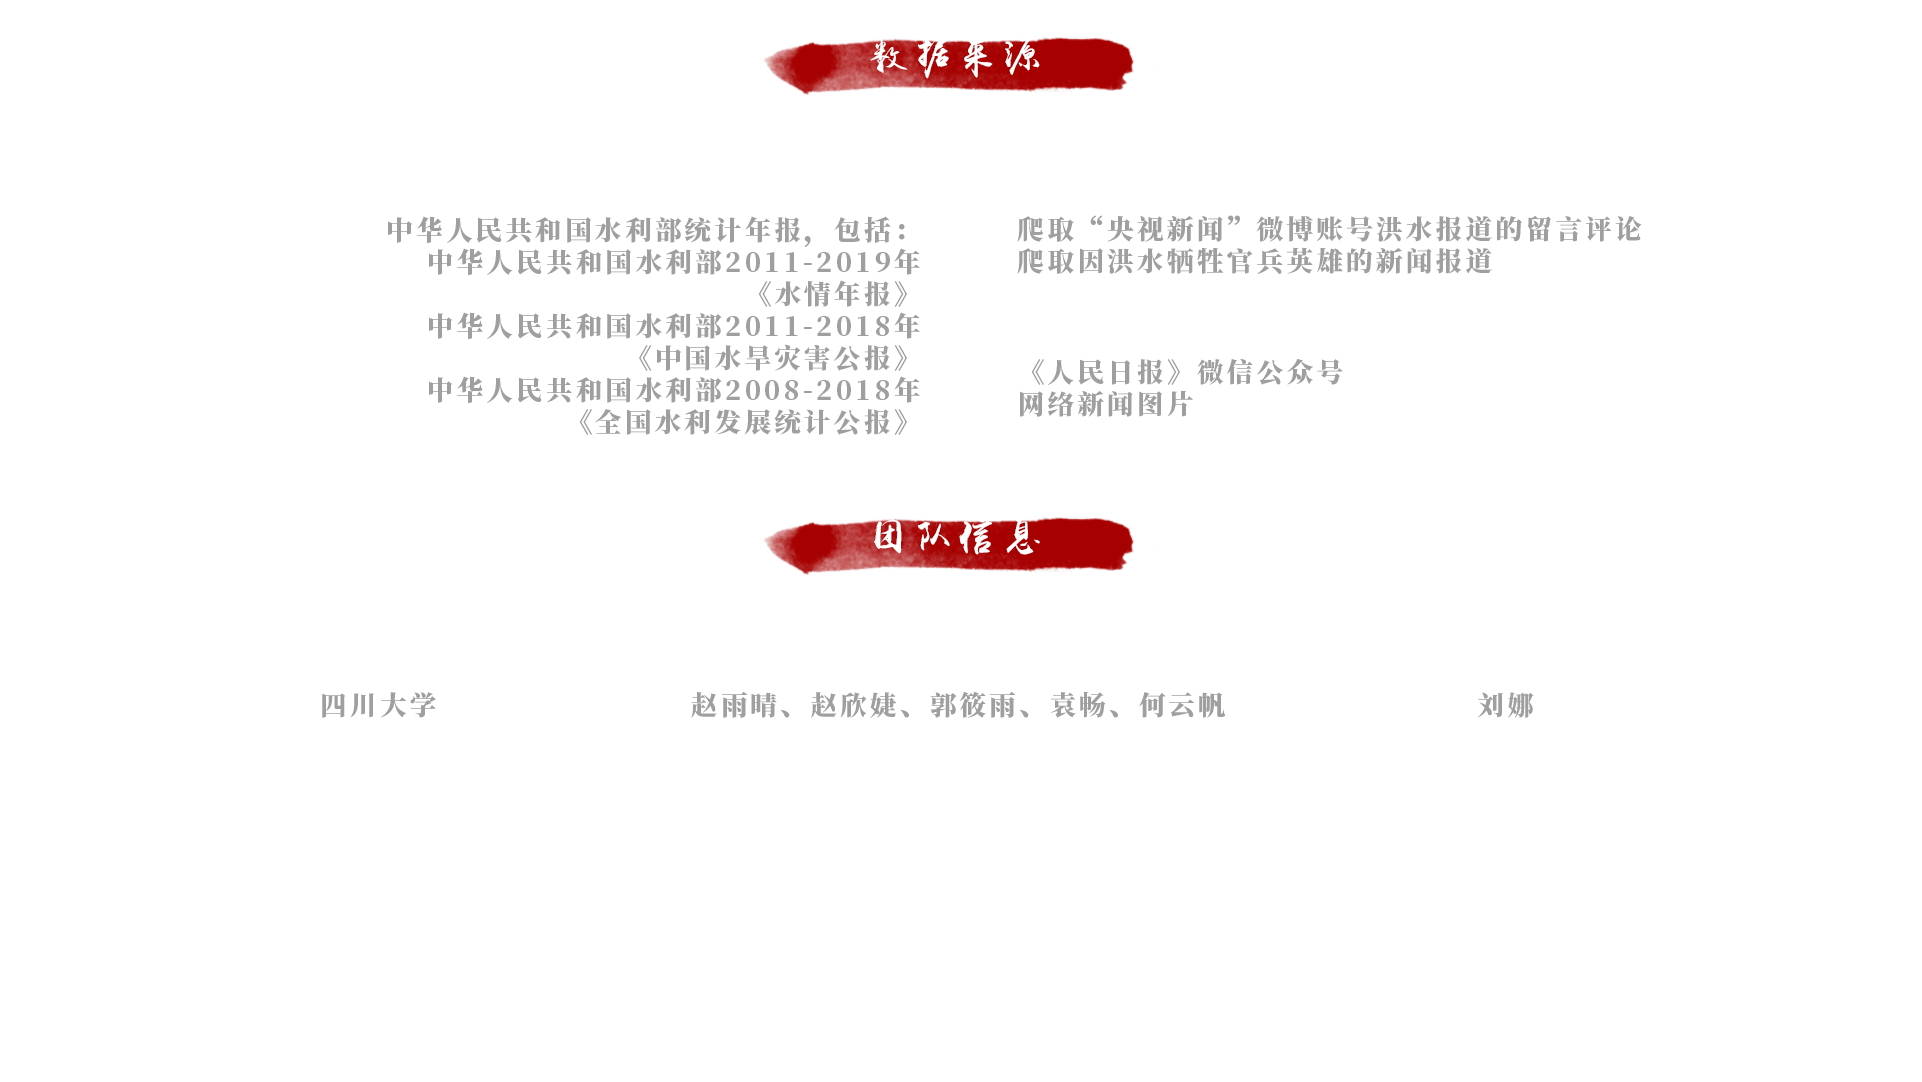 数据来源
中华人民共和国水利部统计年报，包括：
中华人民共和国水利部2011-2019年
《水情年报》
中华人民共和国水利部2011-2018年
《中国水旱灾害公报》
中华人民共和国水利部2008-2018年
《全国水利发展统计公报》
爬取“央视新闻”微博账号洪水报道的留言评论
爬取因洪水牺牲官兵英雄的新闻报道
《人民日报》微信公众号
网络新闻图片
团队信息
四川大学
赵雨晴、赵欣婕、郭筱雨、袁畅、何云帆
刘娜